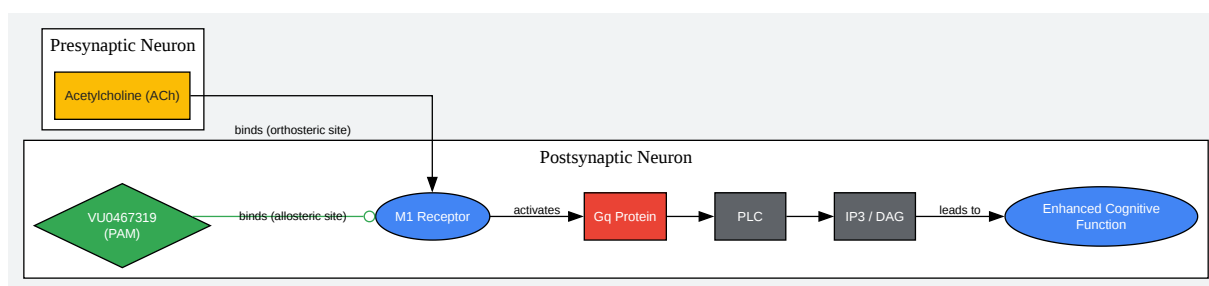 Presynaptic Neuron
Acetylcholine (ACh)
binds (orthosteric site)
Postsynaptic Neuron
VU0467319
(PAM)
binds (allosteric site)
M1 Receptor
activates
Gq Protein
PLC
IP3 / DAG
leads to
Enhanced Cognitive
Function